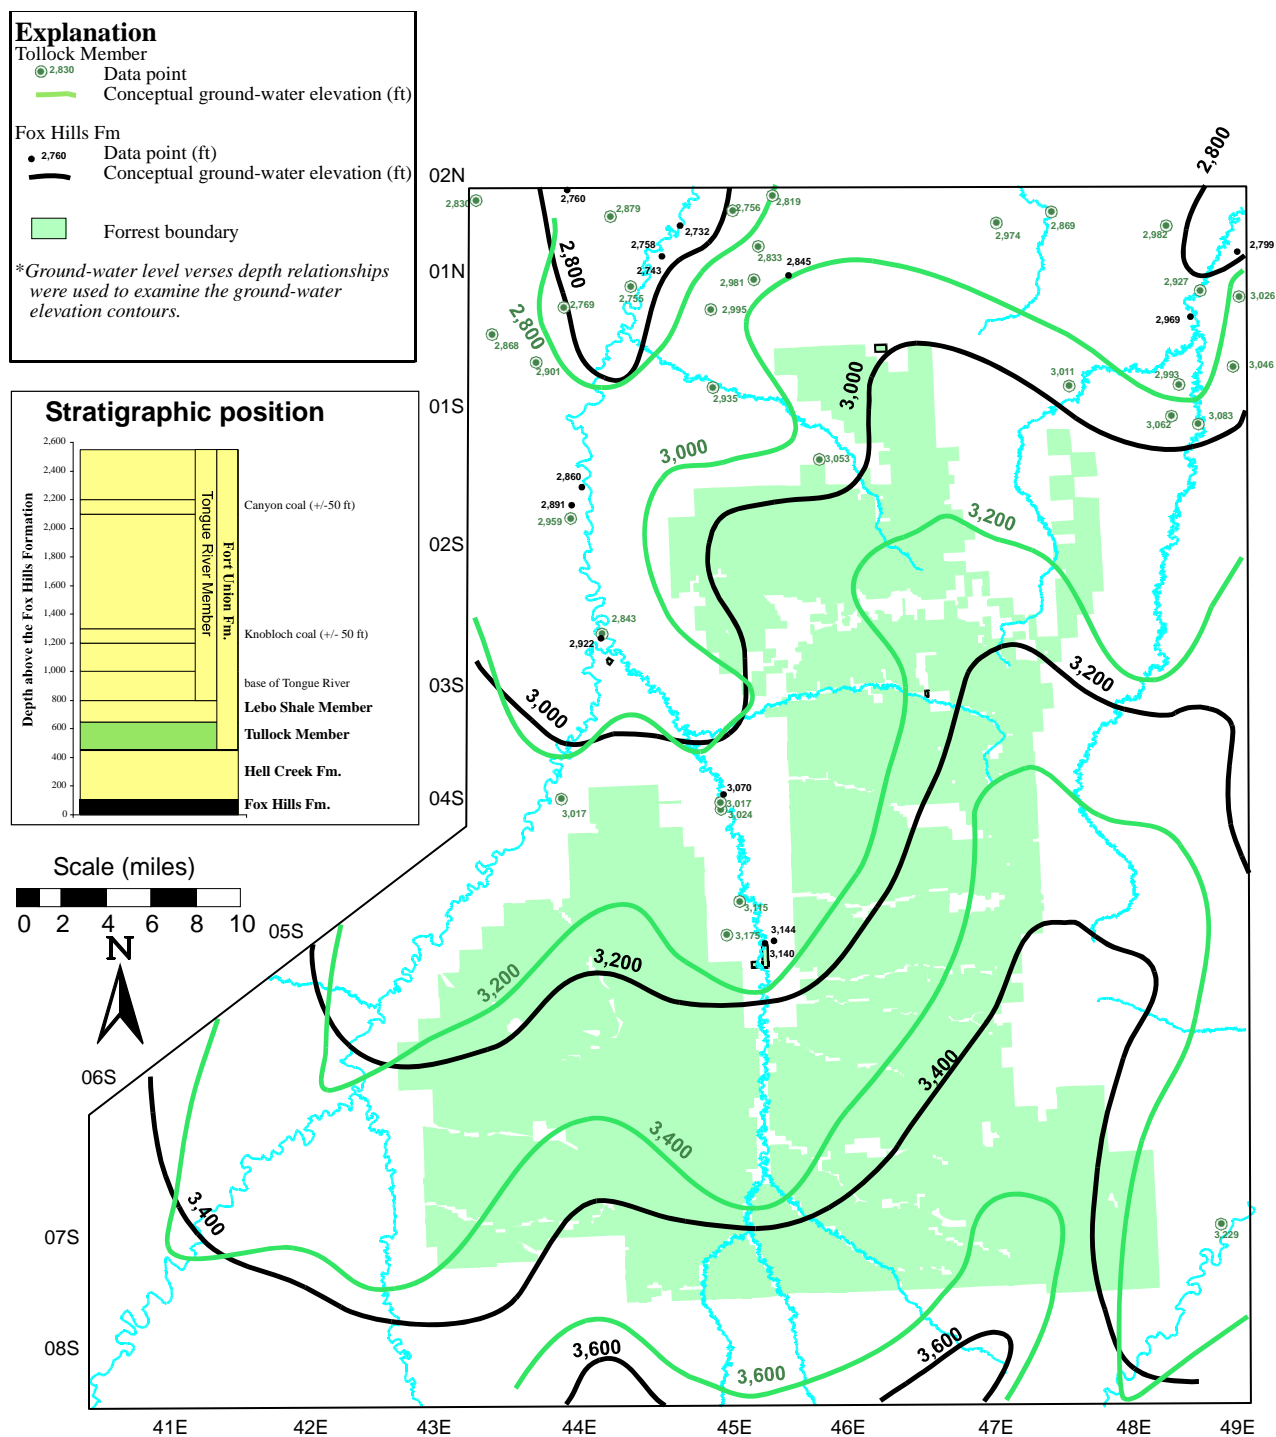 Explanation
Tollock Member
2,830 Data point
Conceptual ground-water elevation (ft)
Fox Hills Fm
2,760 Data point (ft)
Conceptual ground-water elevation (ft)
Forrest boundary
*Ground-water level verses depth relationships
were used to examine the ground-water
elevation contours.
Stratigraphic position
Depth above the Fox Hills Formation
2,600
2,400
2,200
2,000
1,800
1,600
1,400
1,200
1,000
800
600
400
200
0
Tongue River Member
Fort Union Fm.
Canyon coal (+/-50 ft)
Knobloch coal (+/- 50 ft)
base of Tongue River
Lebo Shale Member
Tullock Member
Hell Creek Fm.
Fox Hills Fm.
Scale (miles)
0 2 4 6 8 10
N
02N
01N
01S
02S
03S
04S
05S
06S
07S
08S
41E 42E 43E 44E 45E 46E 47E 48E 49E
2,800
2,830
2,760
2,879
2,756
2,819
2,732
2,758
2,743
2,833
2,845
2,981
2,755
2,769
2,995
2,800
2,800
2,868
2,901
2,935
2,974
2,869
2,982
2,799
2,927
3,026
2,969
3,011
2,993
3,046
3,062
3,083
3,000
3,000
3,053
2,860
2,891
2,959
3,200
2,843
2,922
3,200
3,000
3,070
3,017
3,024
3,017
3,115
3,175
3,144
3,140
3,200
3,200
3,400
3,400
3,400
3,229
3,600
3,600
3,600